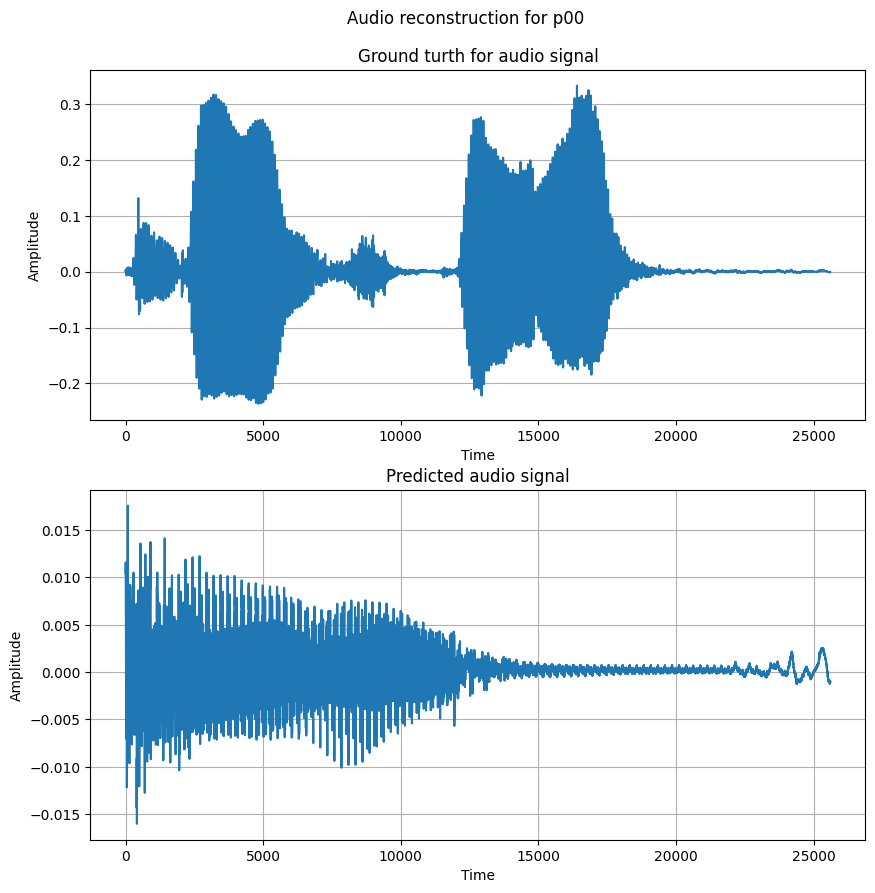 Audio reconstruction for p00
Ground turth for audio signal
0.3
0.2
0.1
0.0
−0.1
−0.2
Amplitude
0 5000 10000 15000 20000 25000
Time
Predicted audio signal
0.015
0.010
0.005
0.000
−0.005
−0.010
−0.015
Amplitude
0 5000 10000 15000 20000 25000
Time